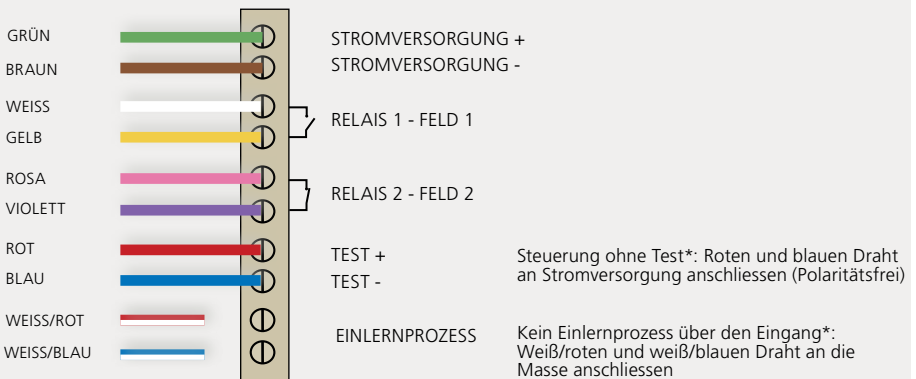 GRÜN
STROMVERSORGUNG +
BRAUN
STROMVERSORGUNG -
WEISS
RELAIS 1 - FELD 1
GELB
ROSA
RELAIS 2 - FELD 2
VIOLETT
ROT
TEST +
Steuerung ohne Test*: Roten und blauen Draht
an Stromversorgung anschliessen (Polaritätsfrei)
BLAU
TEST -
WEISS/ROT
EINLERNPROZESS
Kein Einlernprozess über den Eingang*:
Weiß/roten und weiß/blauen Draht an die
Masse anschliessen
WEISS/BLAU